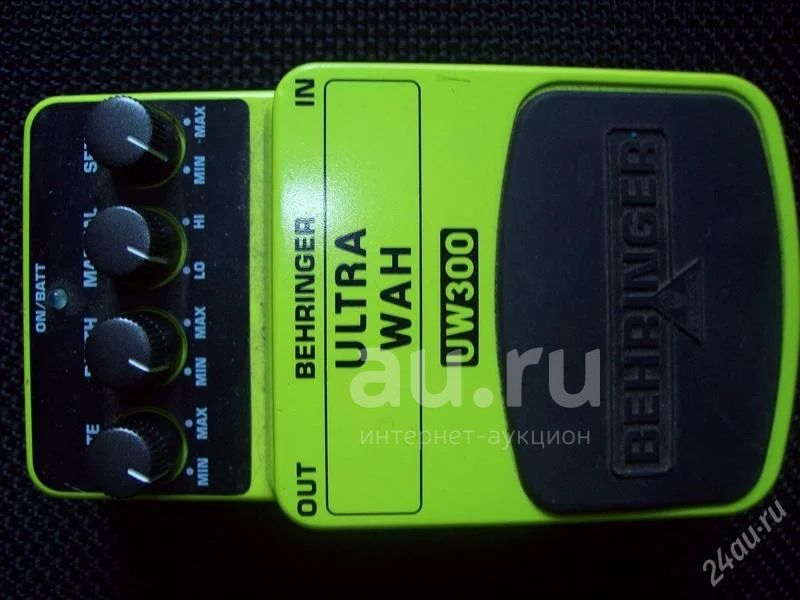 ON/BATT
MIN MAX
MIN MAX
LO HI
MIN MAX
OUT BEHRINGER IN
ULTRA
WAH
UW300
BEHRINGER
au.ru
интернет-аукцион
24au.ru